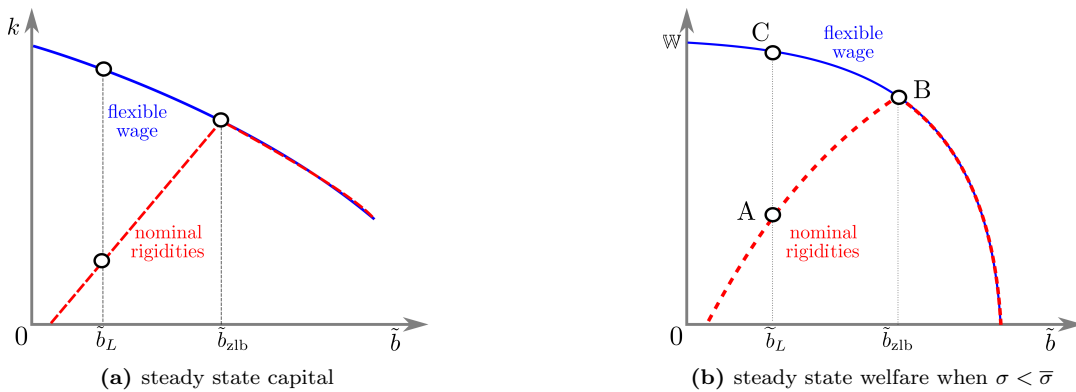 k
flexible
wage
nominal
rigidities
0
b̃_L
b̃_zlb
b̃
(a) steady state capital
𝕎
C
flexible
wage
B
A
nominal
rigidities
0
b̃_L
b̃_zlb
b̃
(b) steady state welfare when σ < σ̅